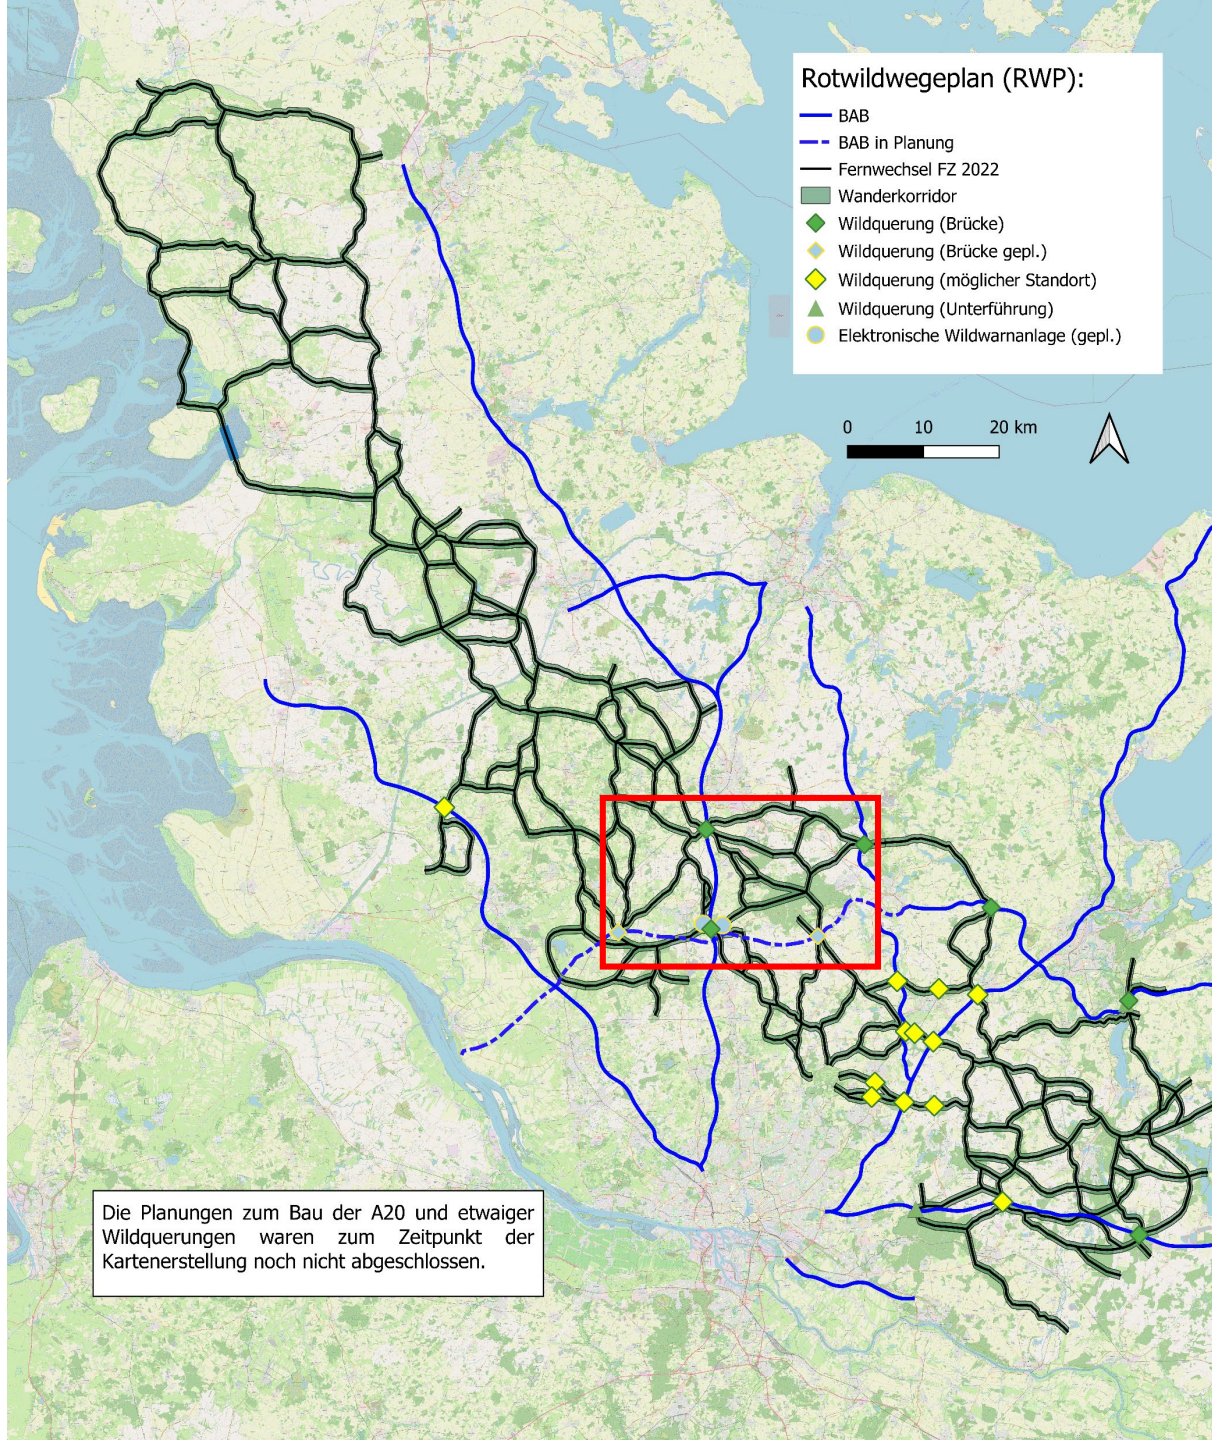 Rotwildwegeplan (RWP):
BAB
BAB in Planung
Fernwechsel FZ 2022
Wanderkorridor
Wildquerung (Brücke)
Wildquerung (Brücke gepl.)
Wildquerung (möglicher Standort)
Wildquerung (Unterführung)
Elektronische Wildwarnanlage (gepl.)
0 10 20 km
Die Planungen zum Bau der A20 und etwaiger
Wildquerungen waren zum Zeitpunkt der
Kartenerstellung noch nicht abgeschlossen.